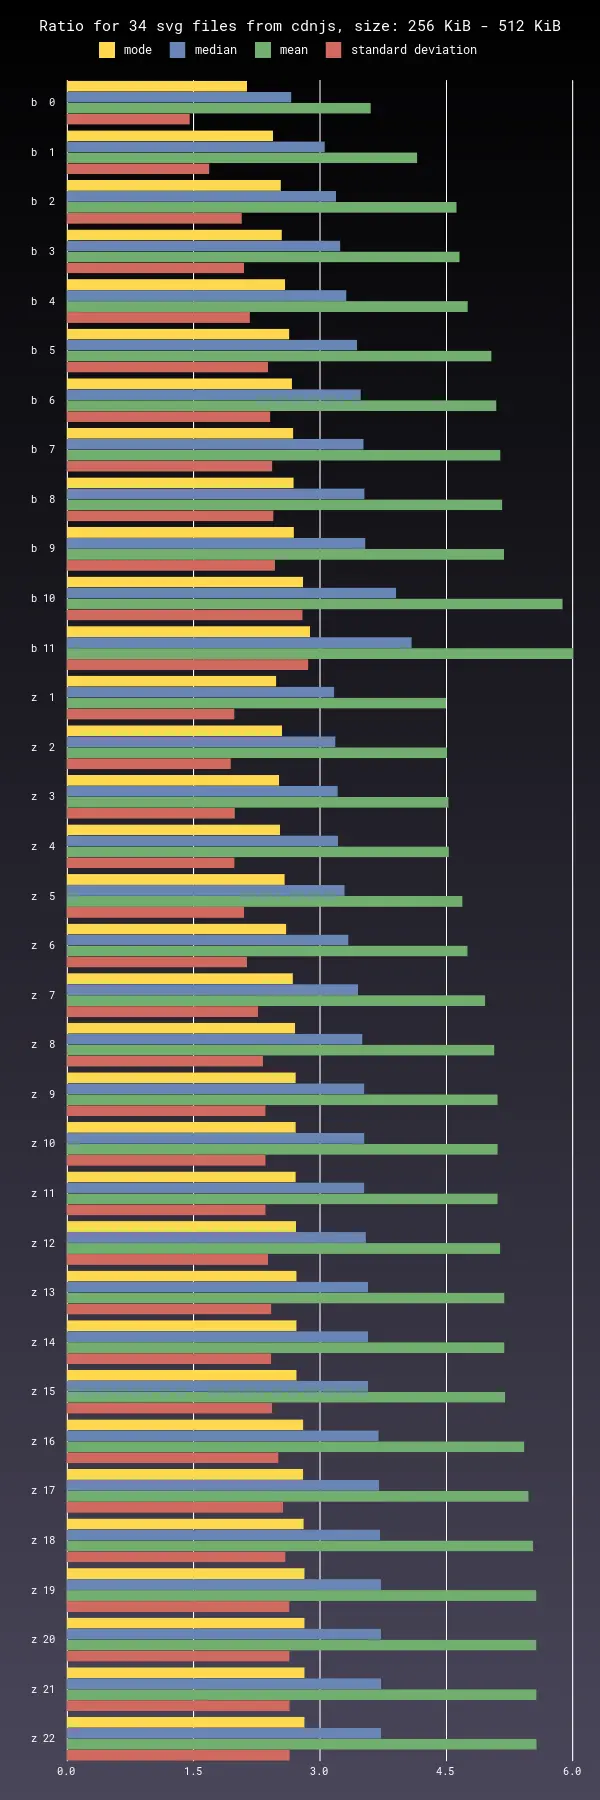 Ratio for 34 svg files from cdnjs, size: 256 KiB - 512 KiB
mode median mean standard deviation
b 0
b 1
b 2
b 3
b 4
b 5
b 6
b 7
b 8
b 9
b 10
b 11
z 1
z 2
z 3
z 4
z 5
z 6
z 7
z 8
z 9
z 10
z 11
z 12
z 13
z 14
z 15
z 16
z 17
z 18
z 19
z 20
z 21
z 22
0.0 1.5 3.0 4.5 6.0